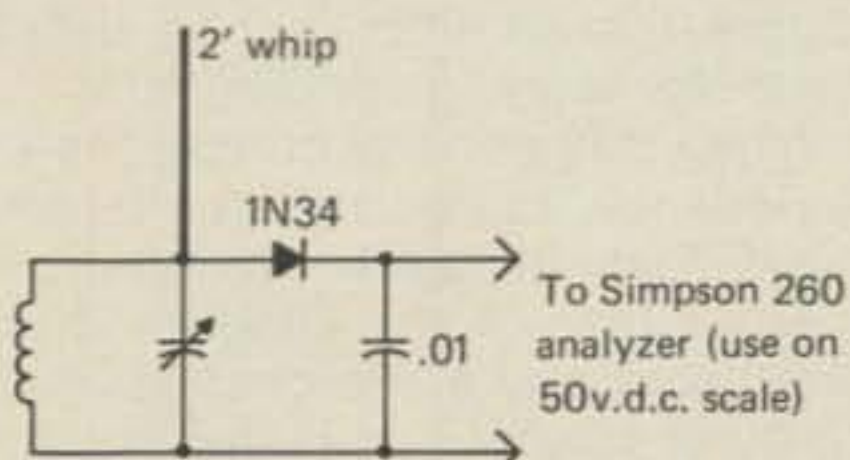 2' whip
1N34
.01
To Simpson 260
analyzer (use on
50v.d.c. scale)